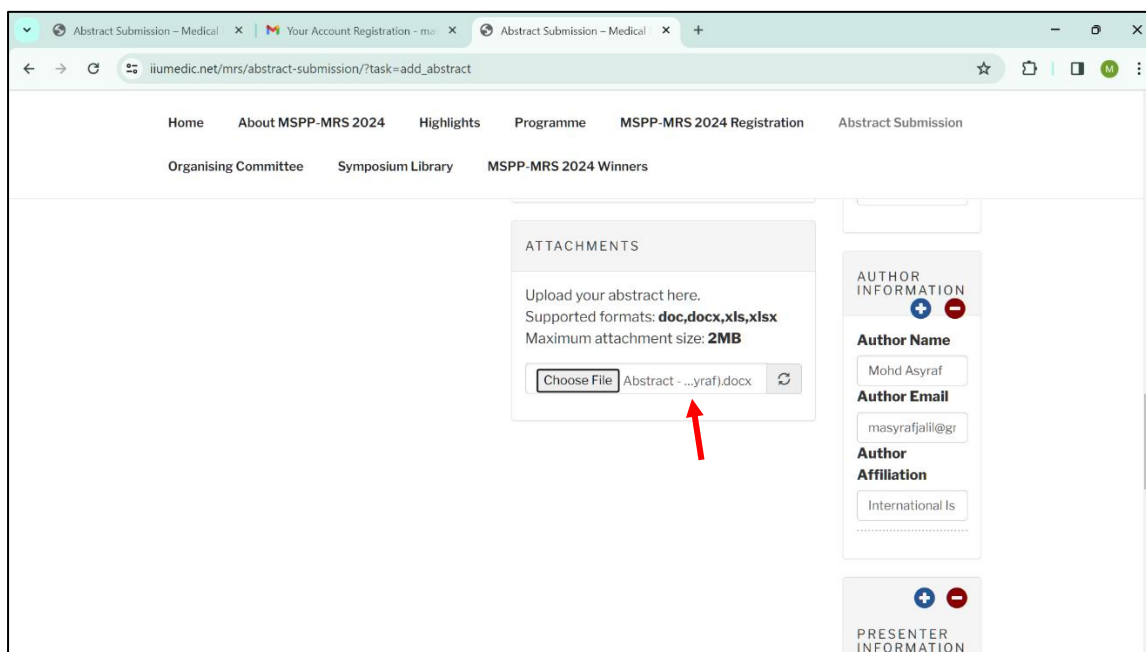 Abstract Submission – Medical
Your Account Registration - ma
Abstract Submission – Medical
iiumedic.net/mrs/abstract-submission/?task=add_abstract
M
Home About MSPP-MRS 2024 Highlights Programme MSPP-MRS 2024 Registration Abstract Submission
Organising Committee Symposium Library MSPP-MRS 2024 Winners
ATTACHMENTS
Upload your abstract here.
Supported formats: doc,docx,xls,xlsx
Maximum attachment size: 2MB
Choose File Abstract - ...yraf).docx
AUTHOR
INFORMATION
Author Name
Mohd Asyraf
Author Email
masyrafjalil@gr
Author
Affiliation
International Is
PRESENTER
INFORMATION